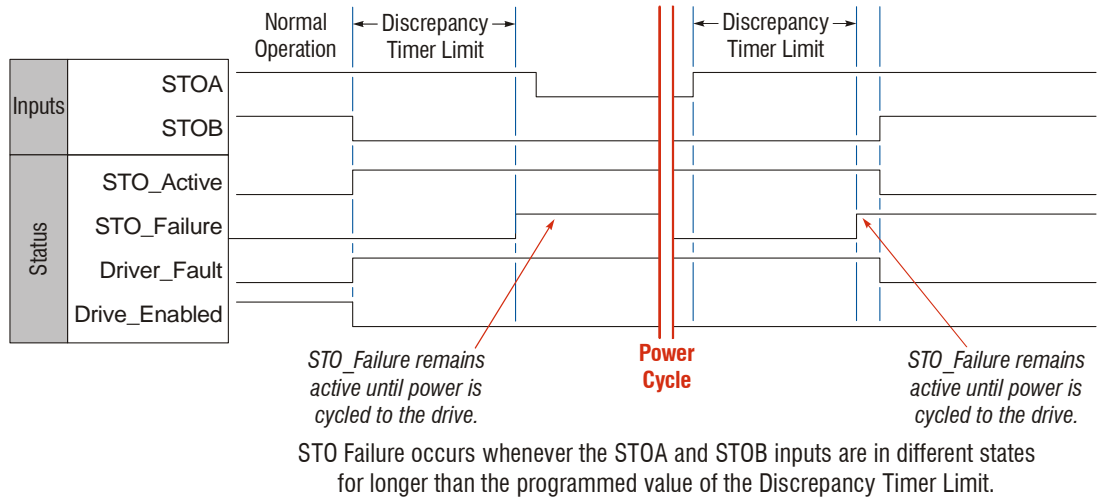 Normal
Operation
Discrepancy
Timer Limit
Discrepancy
Timer Limit
Inputs
STOA
STOB
Status
STO_Active
STO_Failure
Driver_Fault
Drive_Enabled
STO_Failure remains
active until power is
cycled to the drive.
Power
Cycle
STO_Failure remains
active until power is
cycled to the drive.
STO Failure occurs whenever the STOA and STOB inputs are in different states
for longer than the programmed value of the Discrepancy Timer Limit.